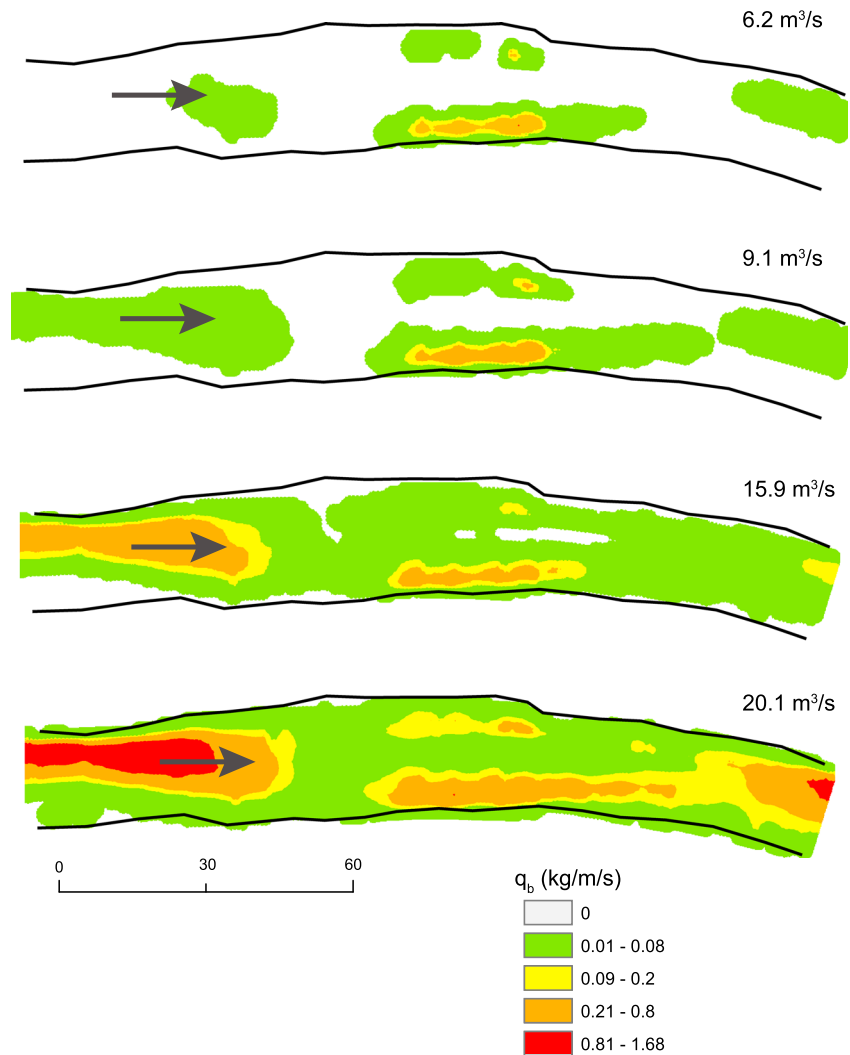 6.2 m³/s
9.1 m³/s
15.9 m³/s
20.1 m³/s
0 30 60
q_b (kg/m/s)
0
0.01 - 0.08
0.09 - 0.2
0.21 - 0.8
0.81 - 1.68